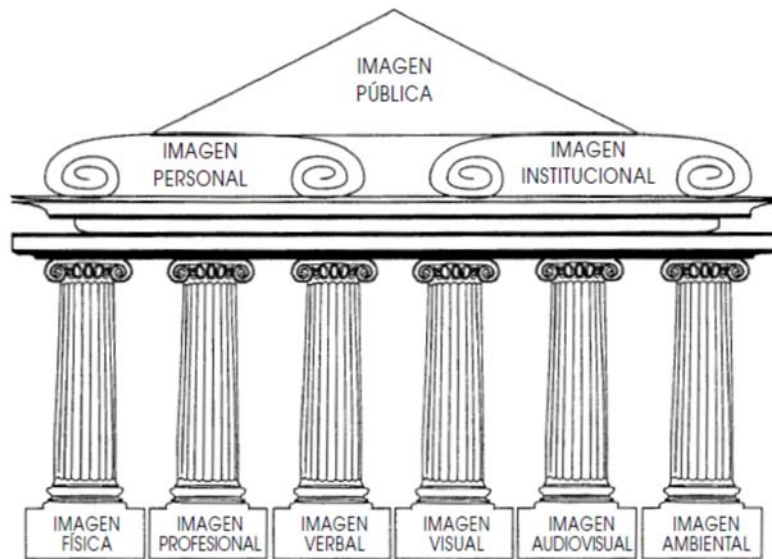 IMAGEN
PÚBLICA
IMAGEN
PERSONAL
IMAGEN
INSTITUCIONAL
IMAGEN
FÍSICA
IMAGEN
PROFESIONAL
IMAGEN
VERBAL
IMAGEN
VISUAL
IMAGEN
AUDIOVISUAL
IMAGEN
AMBIENTAL